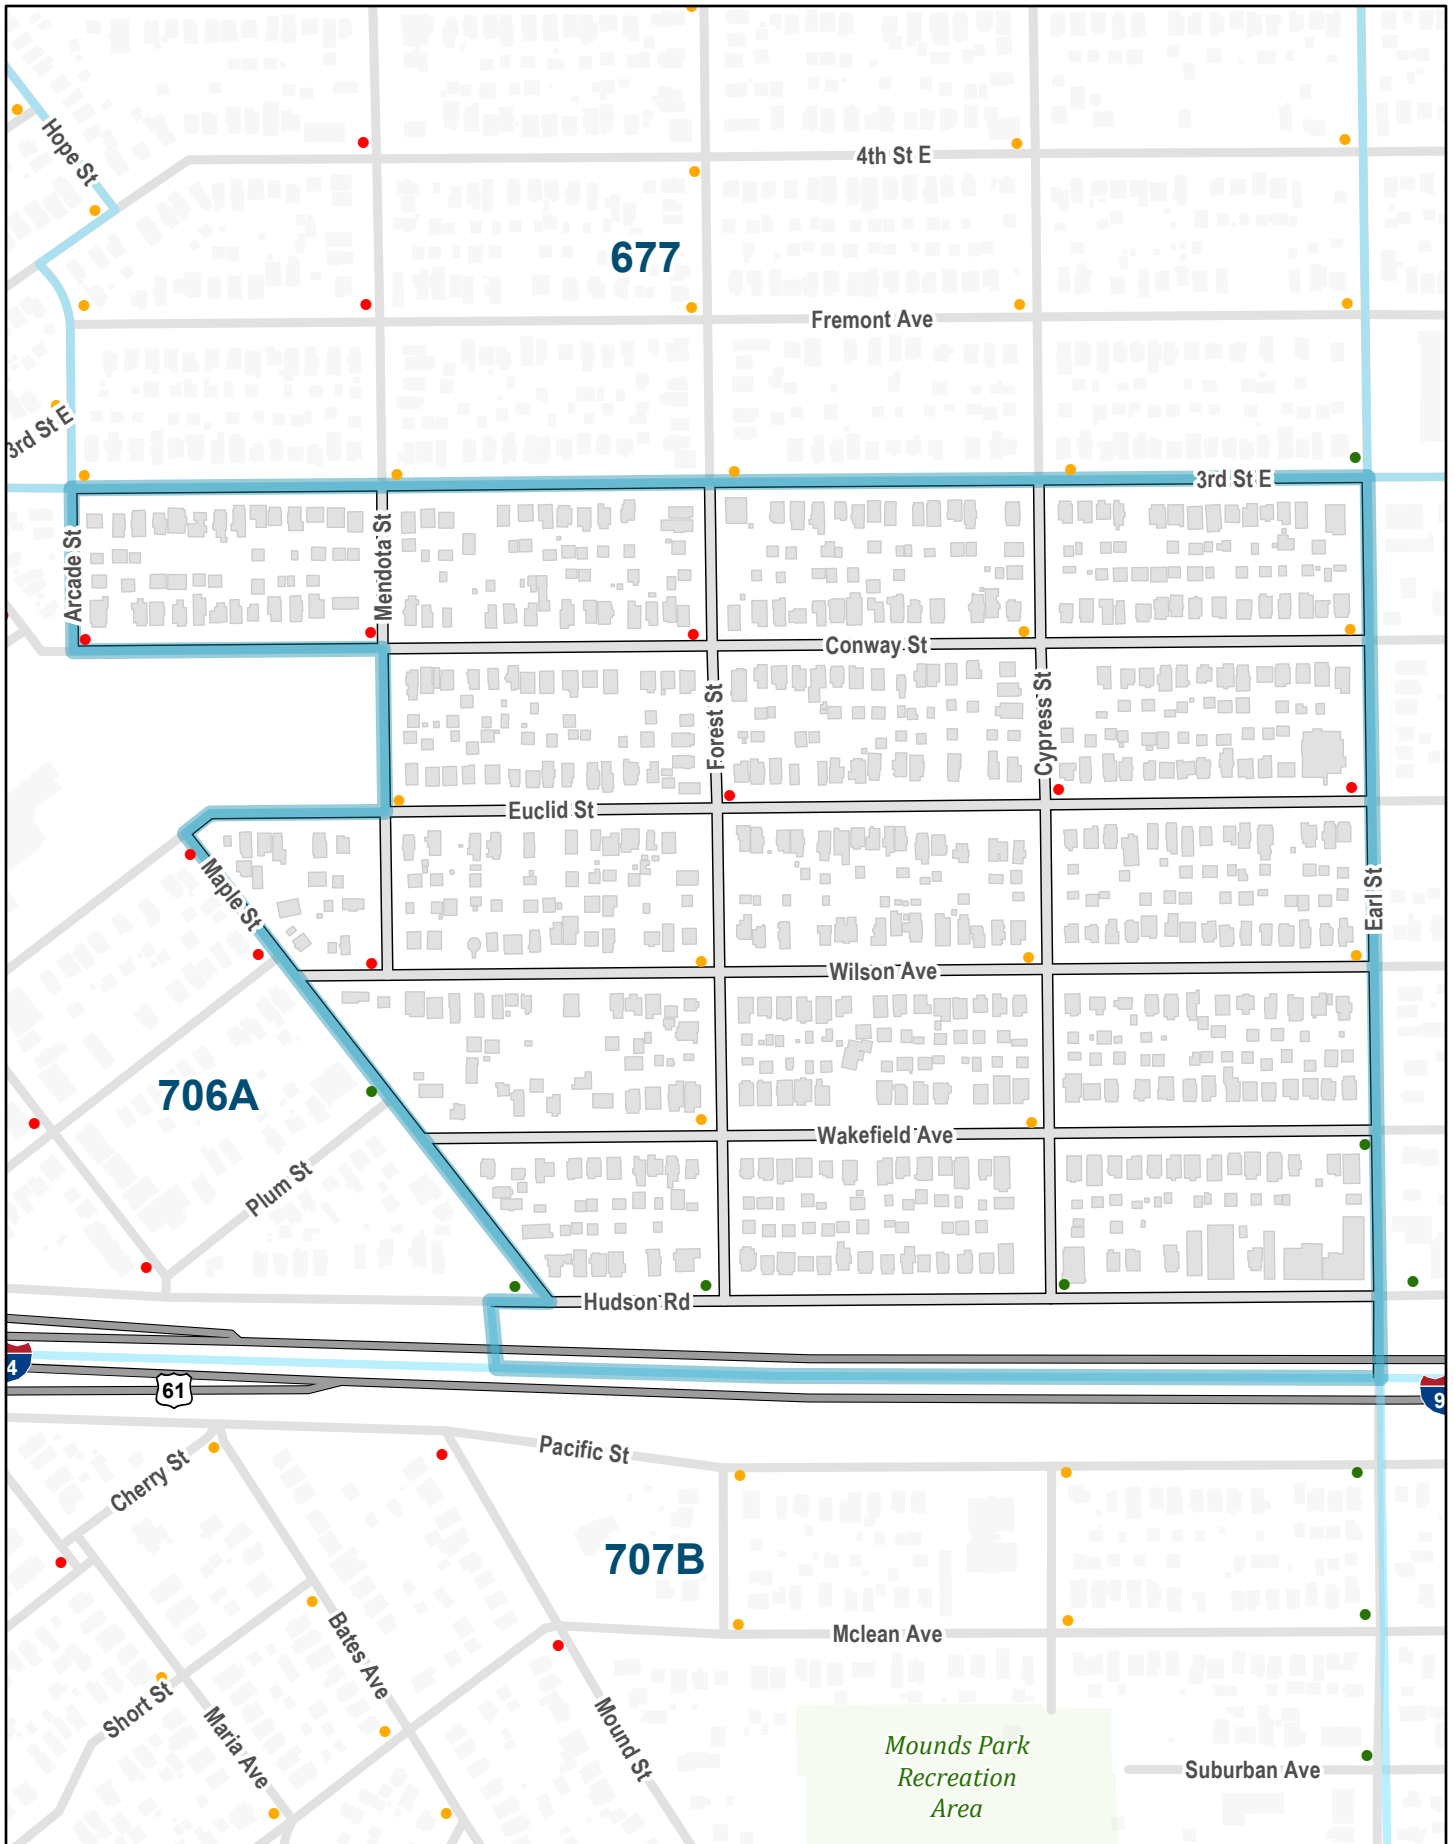 Hope St
4th St E
677
Fremont Ave
3rd St E
3rd St E
Arcade St
Mendota St
Conway St
Forest St
Cypress St
Euclid St
Maple St
Earl St
Wilson Ave
706A
Wakefield Ave
Plum St
Hudson Rd
4
61
9
Pacific St
Cherry St
707B
Bates Ave
Mclean Ave
Short St
Maria Ave
Mound St
Mounds Park
Recreation
Area
Suburban Ave